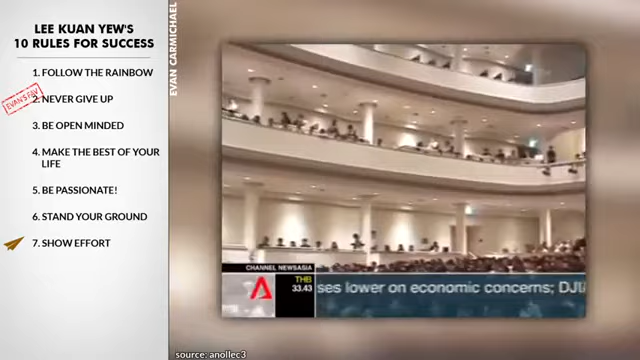 LEE KUAN YEW'S
10 RULES FOR SUCCESS
1. FOLLOW THE RAINBOW
EVAN'S FAV
2. NEVER GIVE UP
3. BE OPEN MINDED
4. MAKE THE BEST OF YOUR
LIFE
5. BE PASSIONATE!
6. STAND YOUR GROUND
7. SHOW EFFORT
EVAN CARMICHAEL
CHANNEL NEWSASIA
THB
33.43
ses lower on economic concerns; DJU
source: anollec3